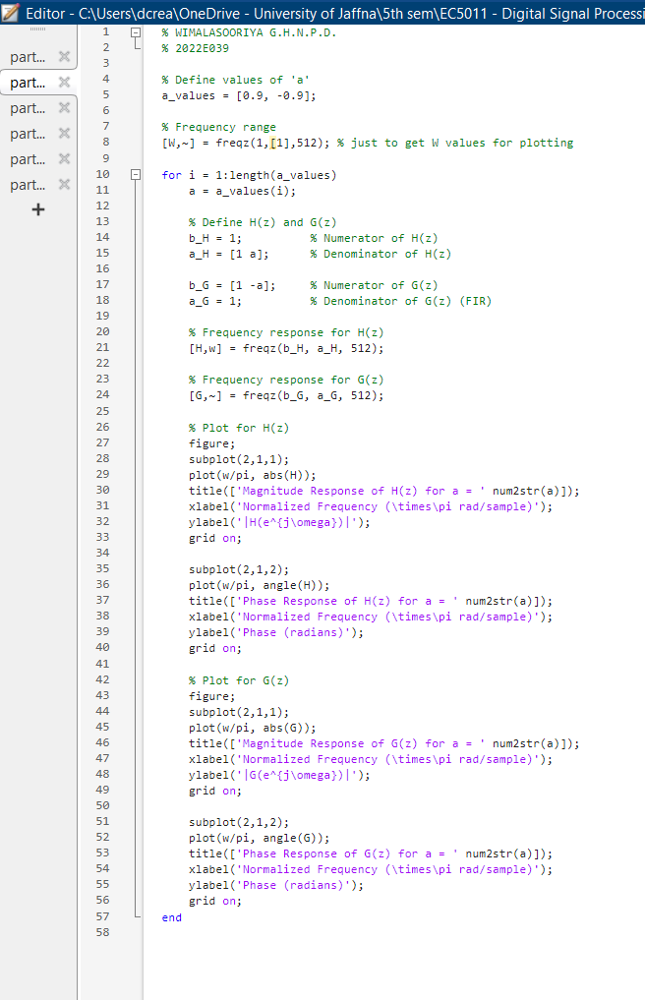 Editor - C:\Users\dcrea\OneDrive - University of Jaffna\5th sem\EC5011 - Digital Signal Processi
part...
part...
part...
part...
part...
part...
1 % WIMALASOORIYA G.H.N.P.D.
2 % 2022E039
3
4 % Define values of 'a'
5 a_values = [0.9, -0.9];
6
7 % Frequency range
8 [W,~] = freqz(1,[1],512); % just to get W values for plotting
9
10 for i = 1:length(a_values)
11 a = a_values(i);
12
13 % Define H(z) and G(z)
14 b_H = 1; % Numerator of H(z)
15 a_H = [1 a]; % Denominator of H(z)
16
17 b_G = [1 -a]; % Numerator of G(z)
18 a_G = 1; % Denominator of G(z) (FIR)
19
20 % Frequency response for H(z)
21 [H,w] = freqz(b_H, a_H, 512);
22
23 % Frequency response for G(z)
24 [G,~] = freqz(b_G, a_G, 512);
25
26 % Plot for H(z)
27 figure;
28 subplot(2,1,1);
29 plot(w/pi, abs(H));
30 title(['Magnitude Response of H(z) for a = ' num2str(a)]);
31 xlabel('Normalized Frequency (\times\pi rad/sample)');
32 ylabel('|H(e^{j\omega})|');
33 grid on;
34
35 subplot(2,1,2);
36 plot(w/pi, angle(H));
37 title(['Phase Response of H(z) for a = ' num2str(a)]);
38 xlabel('Normalized Frequency (\times\pi rad/sample)');
39 ylabel('Phase (radians)');
40 grid on;
41
42 % Plot for G(z)
43 figure;
44 subplot(2,1,1);
45 plot(w/pi, abs(G));
46 title(['Magnitude Response of G(z) for a = ' num2str(a)]);
47 xlabel('Normalized Frequency (\times\pi rad/sample)');
48 ylabel('|G(e^{j\omega})|');
49 grid on;
50
51 subplot(2,1,2);
52 plot(w/pi, angle(G));
53 title(['Phase Response of G(z) for a = ' num2str(a)]);
54 xlabel('Normalized Frequency (\times\pi rad/sample)');
55 ylabel('Phase (radians)');
56 grid on;
57 end
58